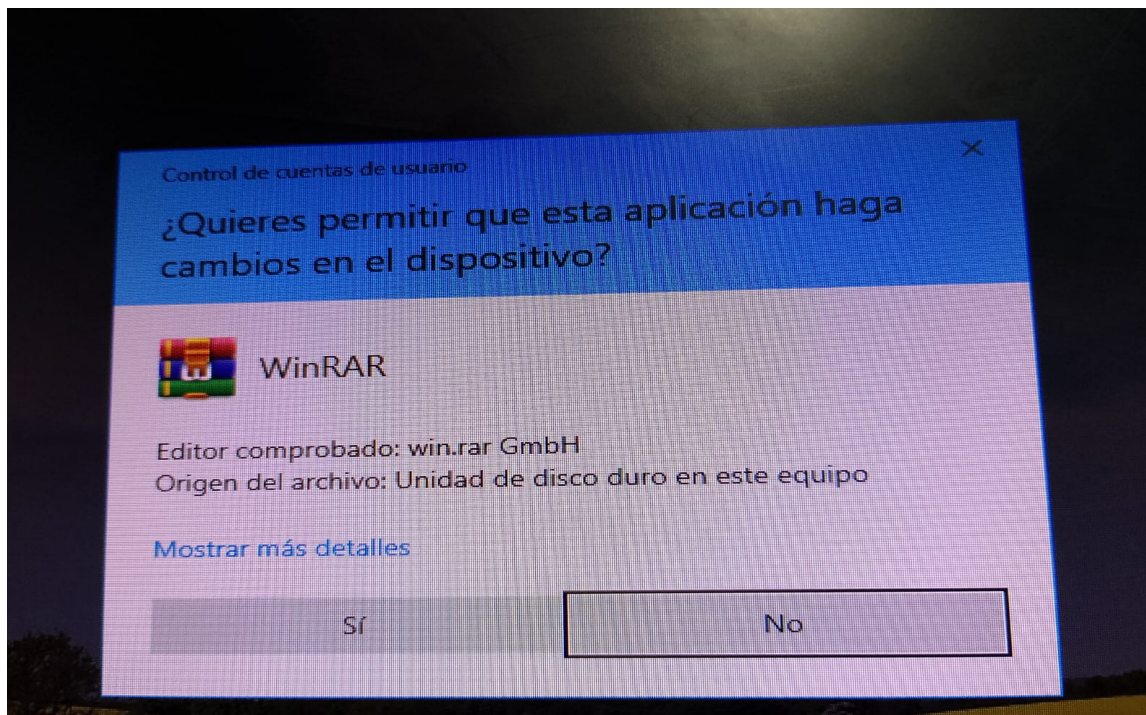 Control de cuentas de usuario
¿Quieres permitir que esta aplicación haga
cambios en el dispositivo?
WinRAR
Editor comprobado: win.rar GmbH
Origen del archivo: Unidad de disco duro en este equipo
Mostrar más detalles
Sí
No